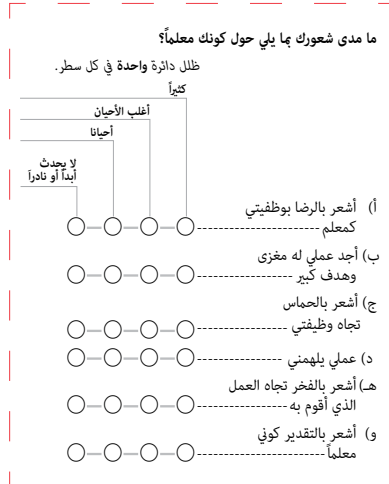 ما مدى شعورك بما يلي حول كونك معلماً؟
ظلل دائرة واحدة في كل سطر.
كثيراً
أغلب الأحيان
أحيانا
لا يحدث
أبداً أو نادراً
أ) أشعر بالرضا بوظيفتي
كمعلم
ب) أجد عملي له مغزى
وهدف كبير
ج) أشعر بالحماس
تجاه وظيفتي
د) عملي يلهمني
هـ) أشعر بالفخر تجاه العمل
الذي أقوم به
و) أشعر بالتقدير كوني
معلماً